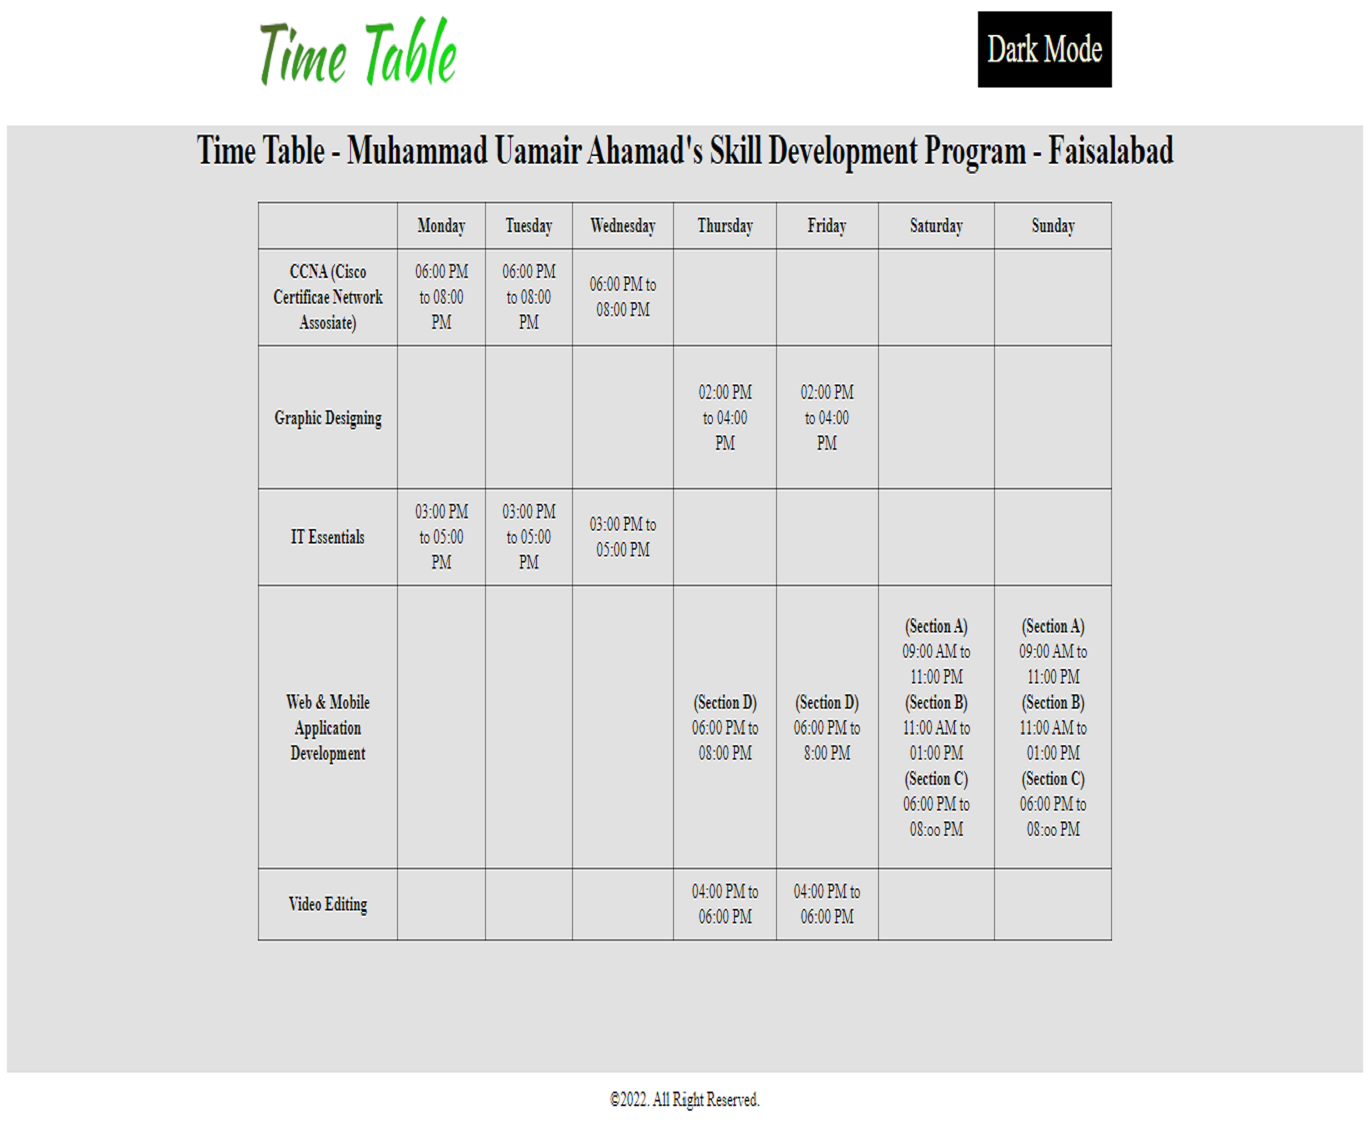 Time Table
Dark Mode
Time Table - Muhammad Uamair Ahamad's Skill Development Program - Faisalabad
Monday Tuesday Wednesday Thursday Friday Saturday Sunday
CCNA (Cisco
Certificae Network
Assosiate)
06:00 PM
to 08:00
PM
06:00 PM
to 08:00
PM
06:00 PM to
08:00 PM
Graphic Designing
02:00 PM
to 04:00
PM
02:00 PM
to 04:00
PM
IT Essentials
03:00 PM
to 05:00
PM
03:00 PM
to 05:00
PM
03:00 PM to
05:00 PM
Web & Mobile
Application
Development
(Section D)
06:00 PM to
08:00 PM
(Section D)
06:00 PM to
8:00 PM
(Section A)
09:00 AM to
11:00 PM
(Section B)
11:00 AM to
01:00 PM
(Section C)
06:00 PM to
08:oo PM
(Section A)
09:00 AM to
11:00 PM
(Section B)
11:00 AM to
01:00 PM
(Section C)
06:00 PM to
08:oo PM
Video Editing
04:00 PM to
06:00 PM
04:00 PM to
06:00 PM
©2022. All Right Reserved.